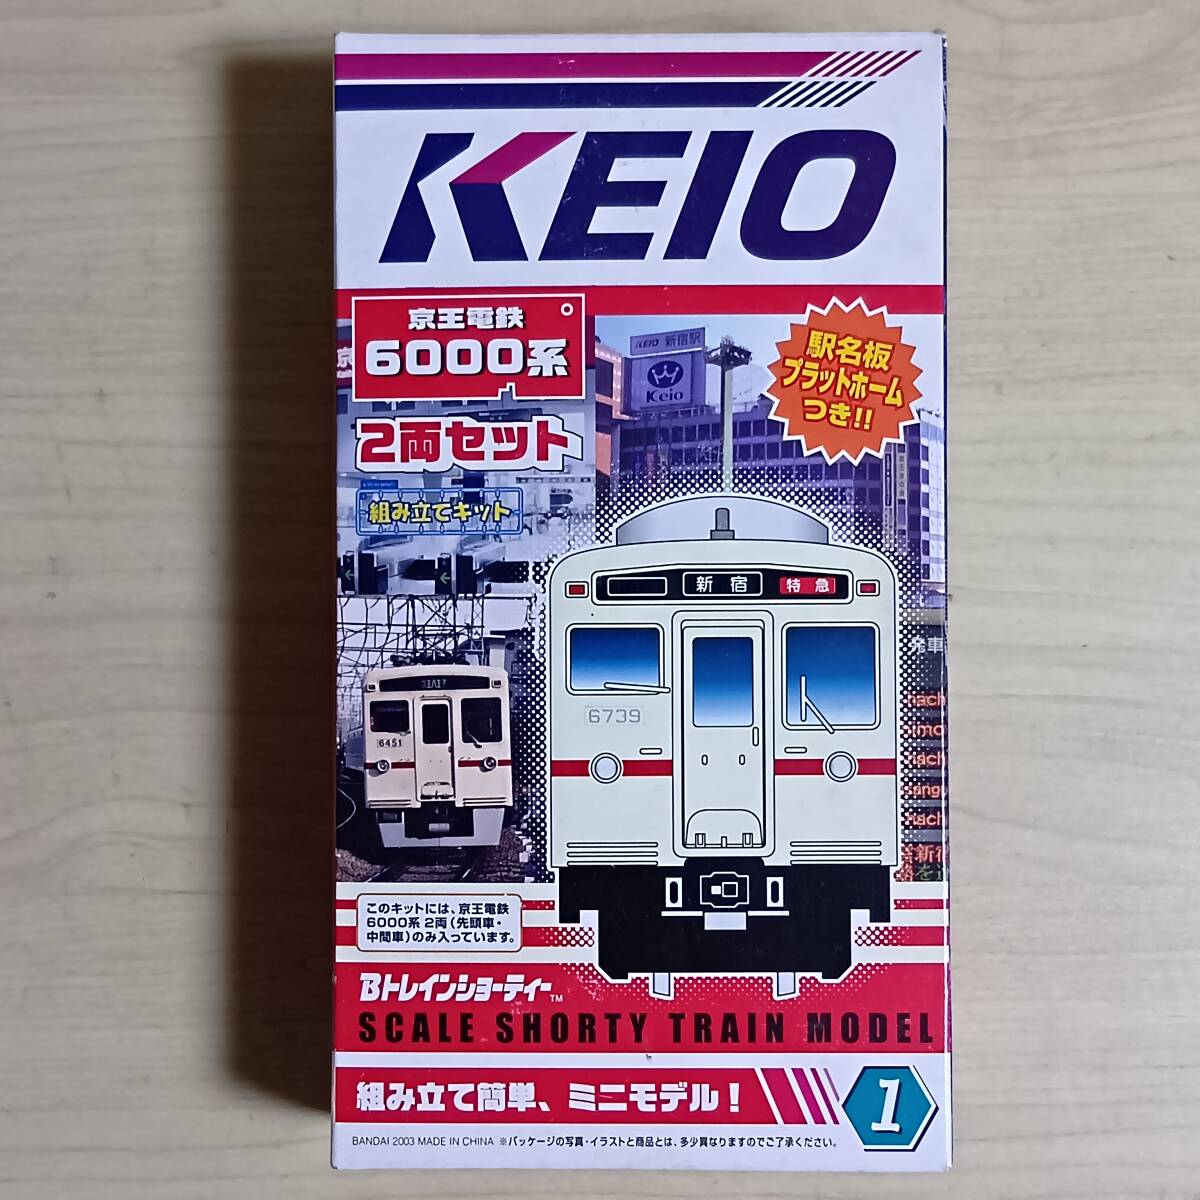 KEIO
京王電鉄
6000系
2両セット
組み立てキット
駅名板
プラットホーム
つき!!
KEIO 新宿駅
Keio
新宿
特急
6739
6451
このキットには、京王電鉄
6000系 2両(先頭車・
中間車)のみ入っています。
Bトレインショーティー™
SCALE SHORTY TRAIN MODEL
組み立て簡単、ミニモデル!
1
BANDAI 2003 MADE IN CHINA ※パッケージの写真・イラストと商品とは、多少異なりますのでご了承ください。